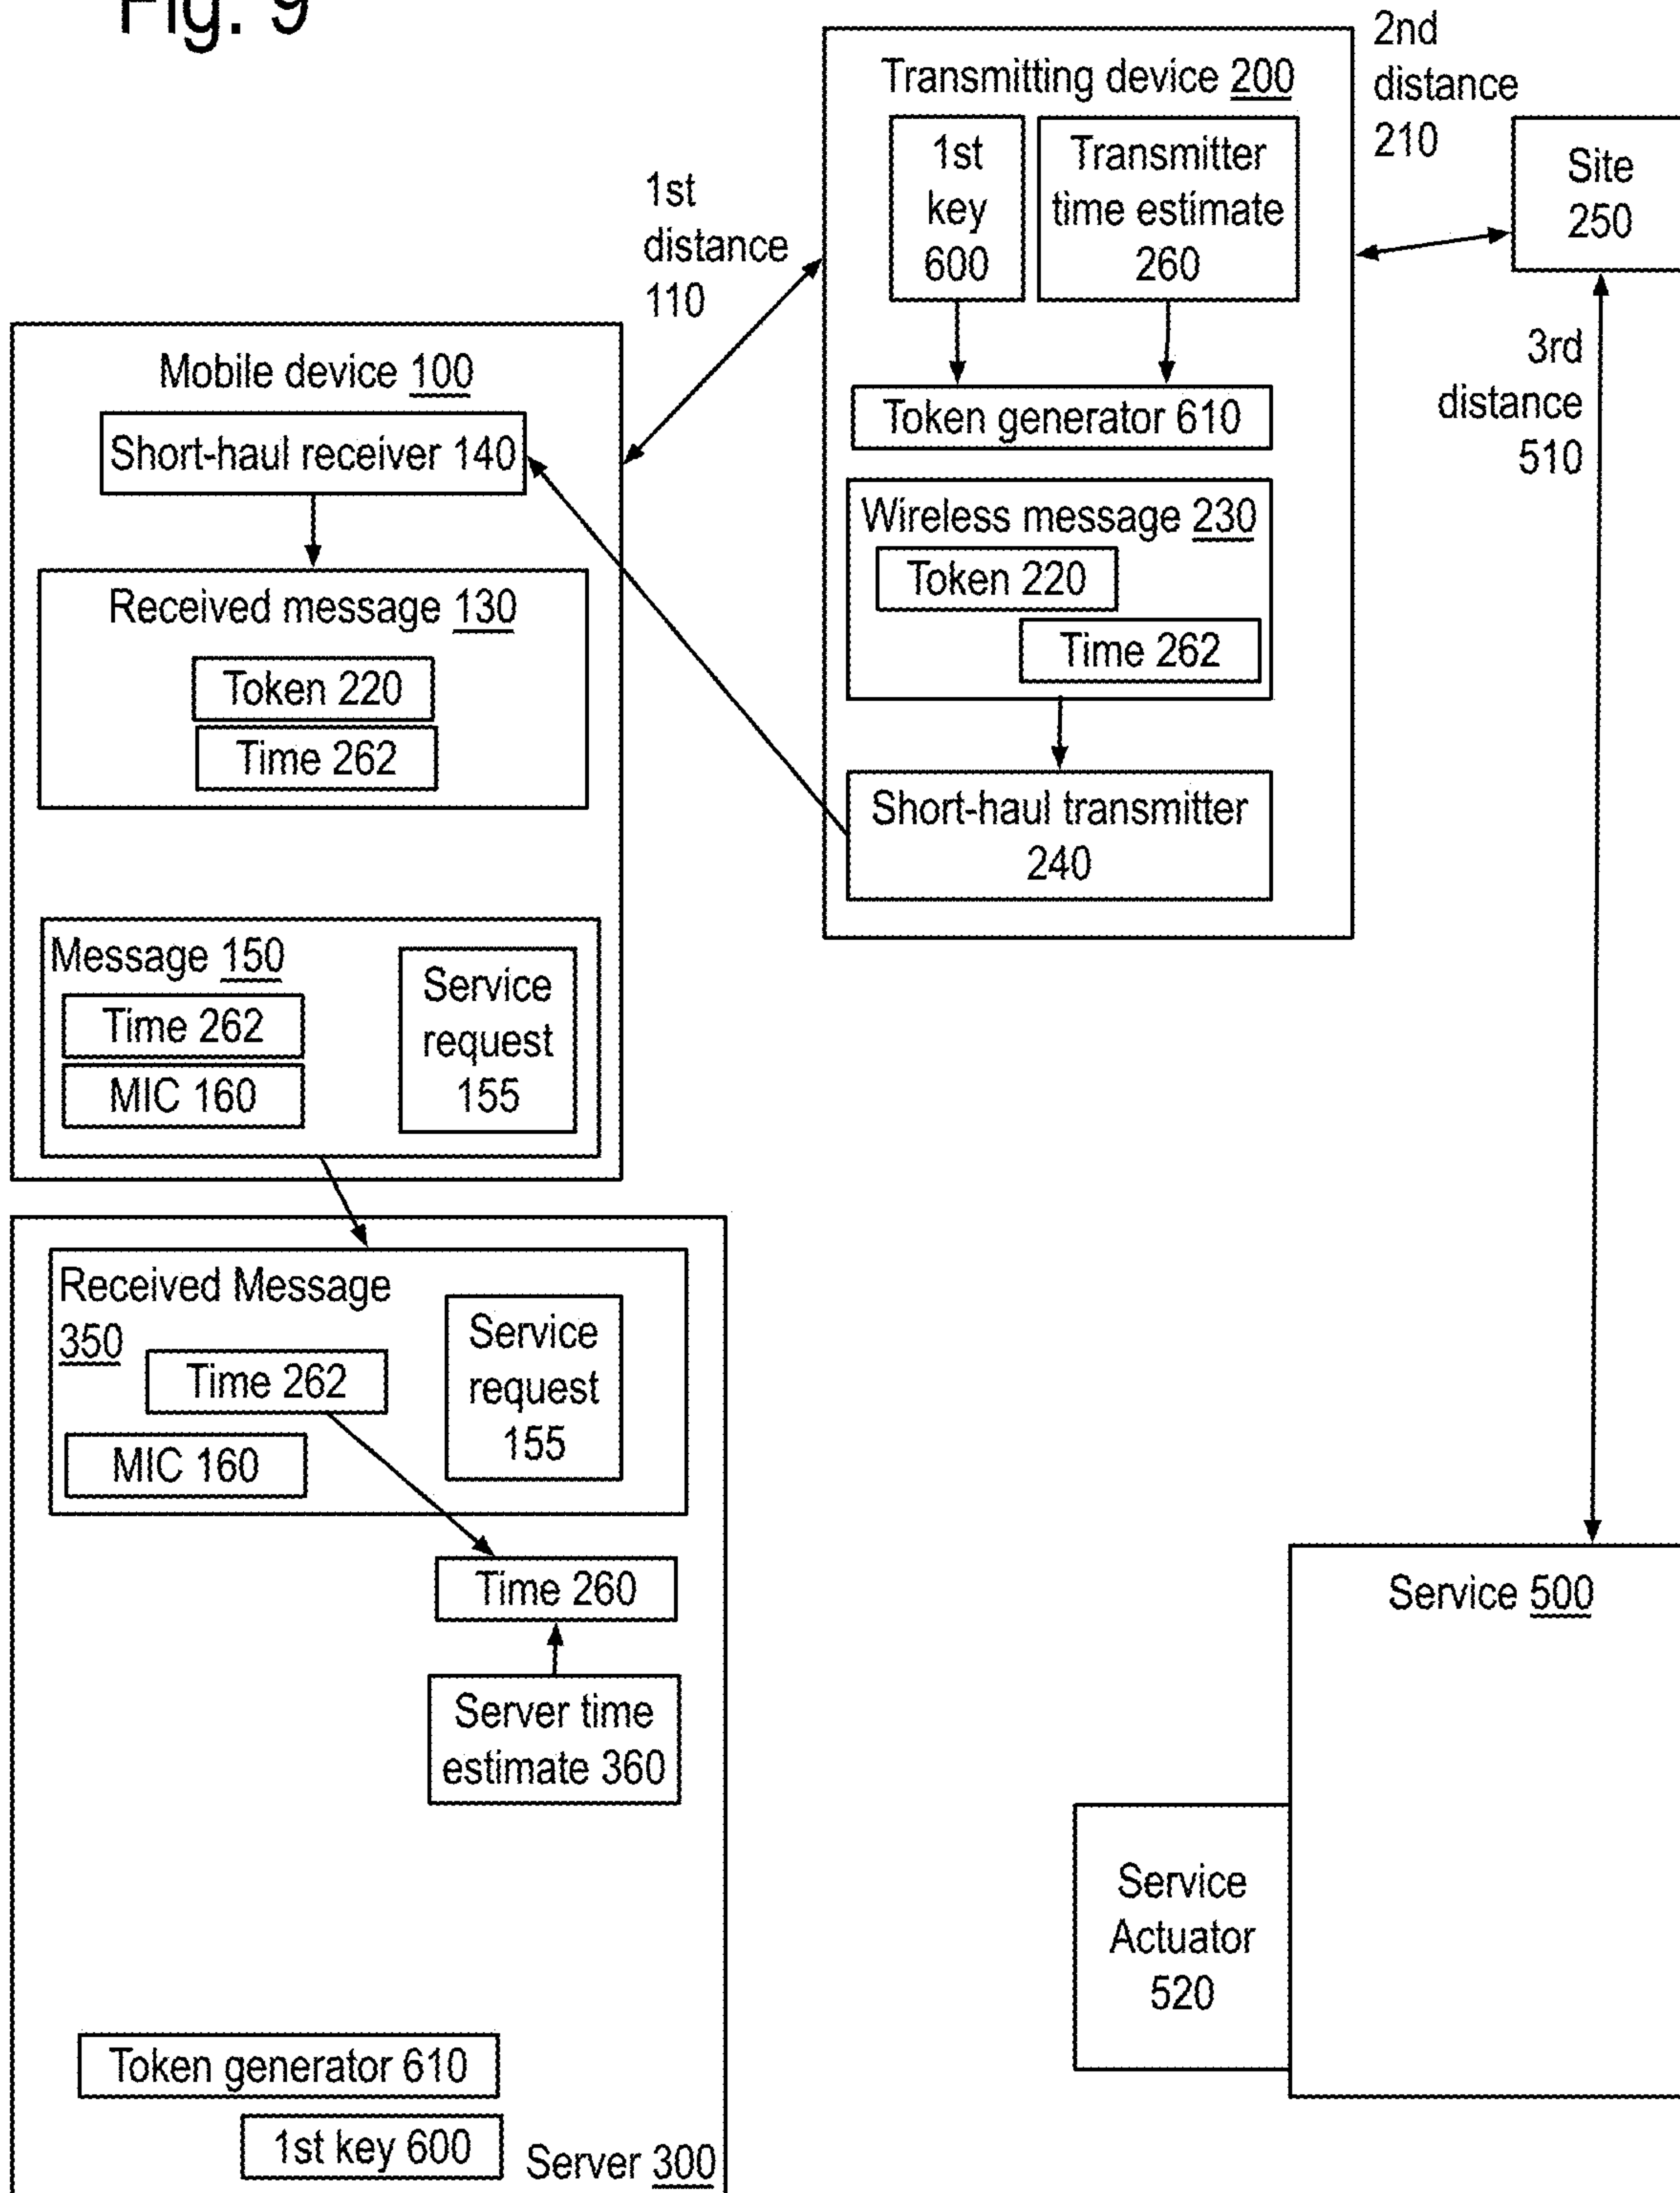 Fig. 9
Transmitting device 200
1st
key
600
Transmitter
time estimate
260
Token generator 610
Wireless message 230
Token 220
Time 262
Short-haul transmitter
240
2nd
distance
210
Site
250
1st
distance
110
3rd
distance
510
Mobile device 100
Short-haul receiver 140
Received message 130
Token 220
Time 262
Message 150
Time 262
MIC 160
Service
request
155
Received Message
350
Time 262
MIC 160
Service
request
155
Time 260
Server time
estimate 360
Token generator 610
1st key 600
Server 300
Service 500
Service
Actuator
520